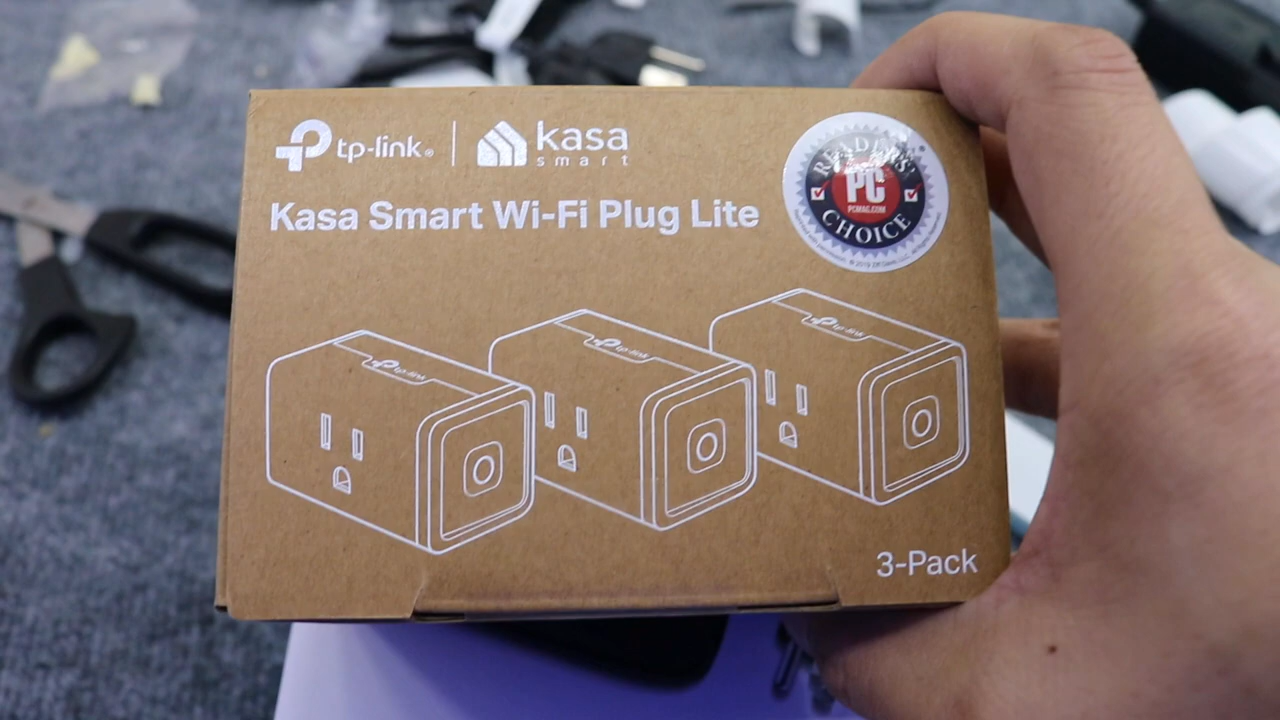 tp-link
kasa
smart
Kasa Smart Wi-Fi Plug Lite
READERS'
PC
PCMAG.COM
CHOICE
tp-link
tp-link
tp-link
3-Pack